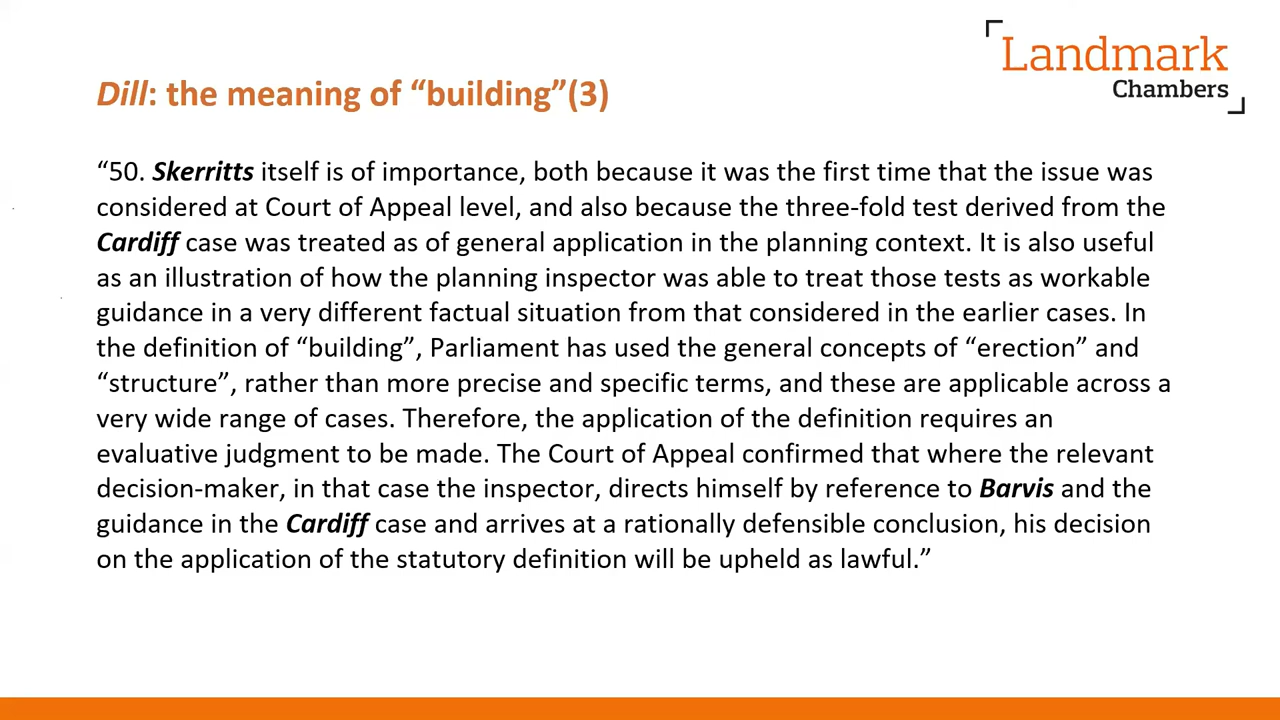 Landmark
Chambers
Dill: the meaning of “building”(3)
“50. Skerritts itself is of importance, both because it was the first time that the issue was
considered at Court of Appeal level, and also because the three-fold test derived from the
Cardiff case was treated as of general application in the planning context. It is also useful
as an illustration of how the planning inspector was able to treat those tests as workable
guidance in a very different factual situation from that considered in the earlier cases. In
the definition of “building”, Parliament has used the general concepts of “erection” and
“structure”, rather than more precise and specific terms, and these are applicable across a
very wide range of cases. Therefore, the application of the definition requires an
evaluative judgment to be made. The Court of Appeal confirmed that where the relevant
decision-maker, in that case the inspector, directs himself by reference to Barvis and the
guidance in the Cardiff case and arrives at a rationally defensible conclusion, his decision
on the application of the statutory definition will be upheld as lawful.”